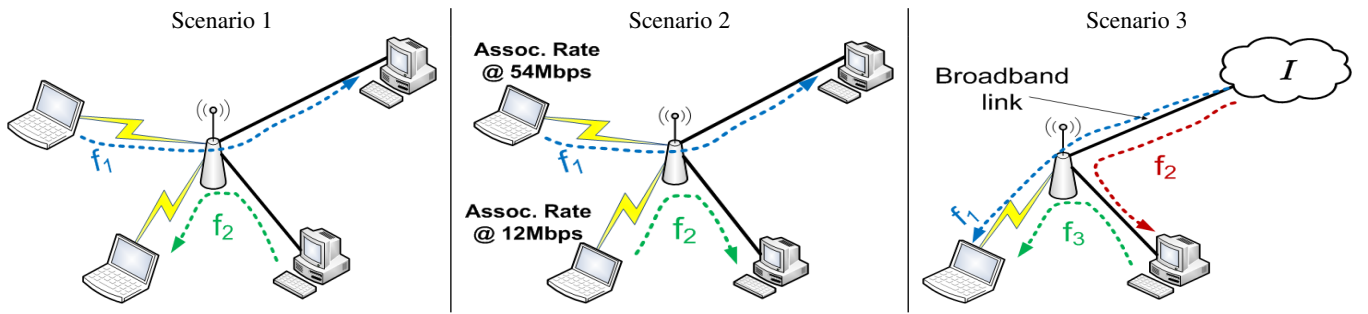 Scenario 1
f1
f2
Scenario 2
Assoc. Rate
@ 54Mbps
f1
Assoc. Rate
@ 12Mbps
f2
Scenario 3
Broadband
link
I
f2
f1
f3